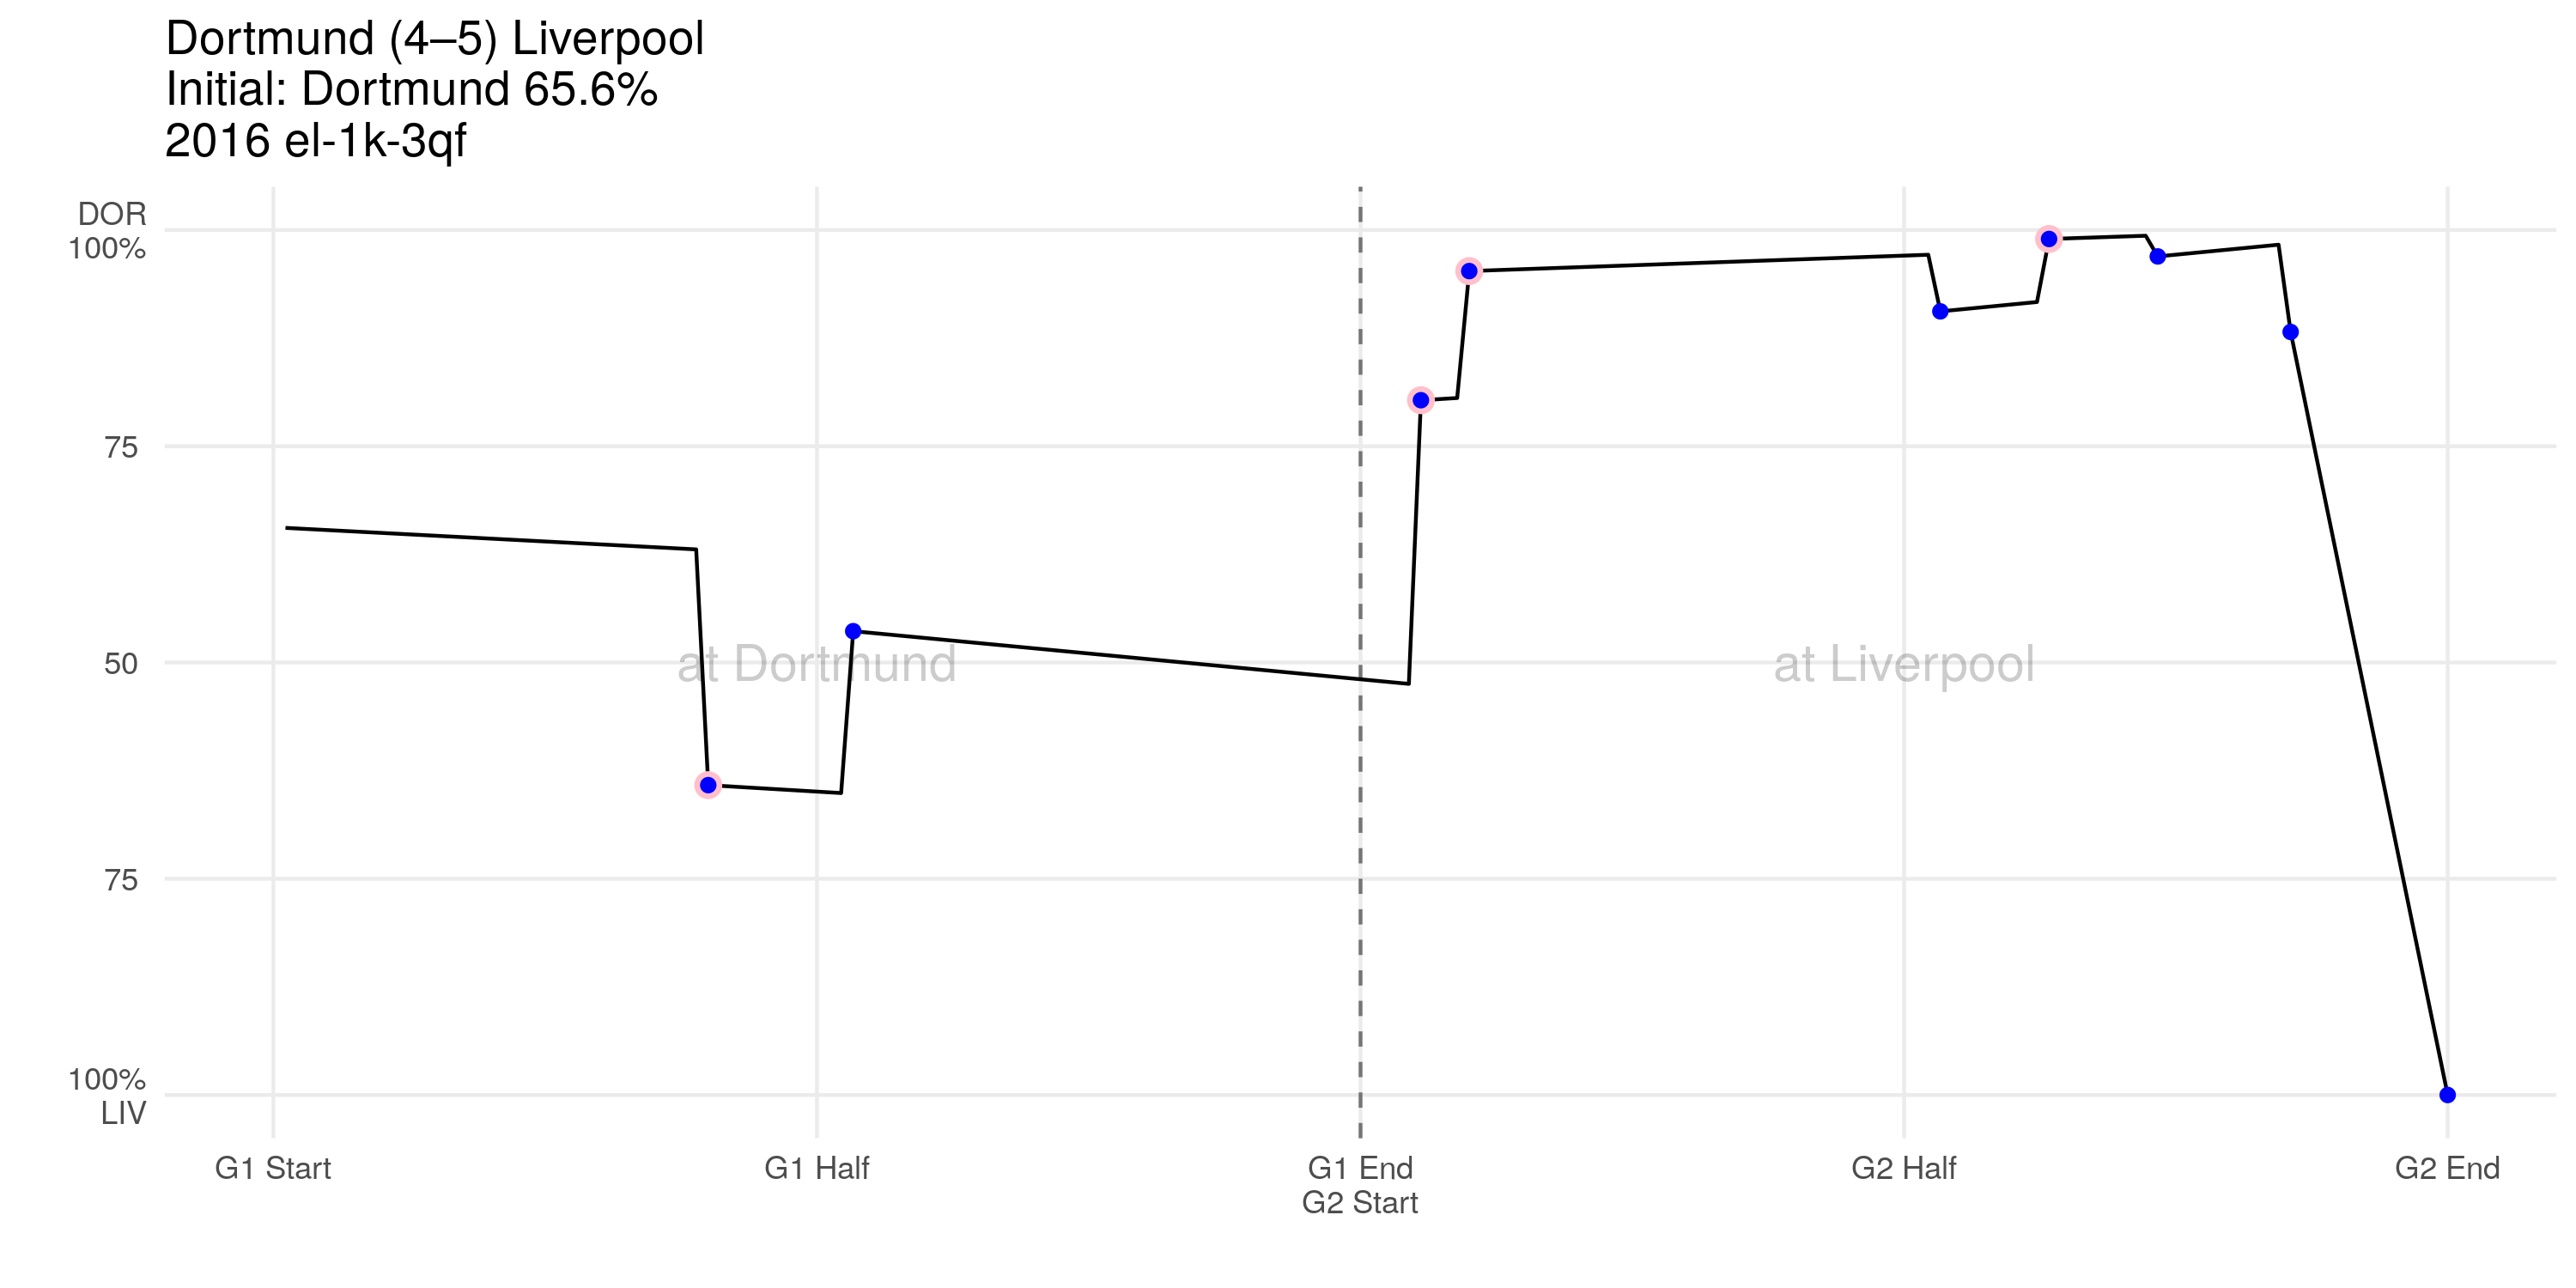 Dortmund (4–5) Liverpool
Initial: Dortmund 65.6%
2016 el-1k-3qf
DOR
100%
75
50
75
100%
LIV
at Dortmund
at Liverpool
G1 Start
G1 Half
G1 End
G2 Start
G2 Half
G2 End